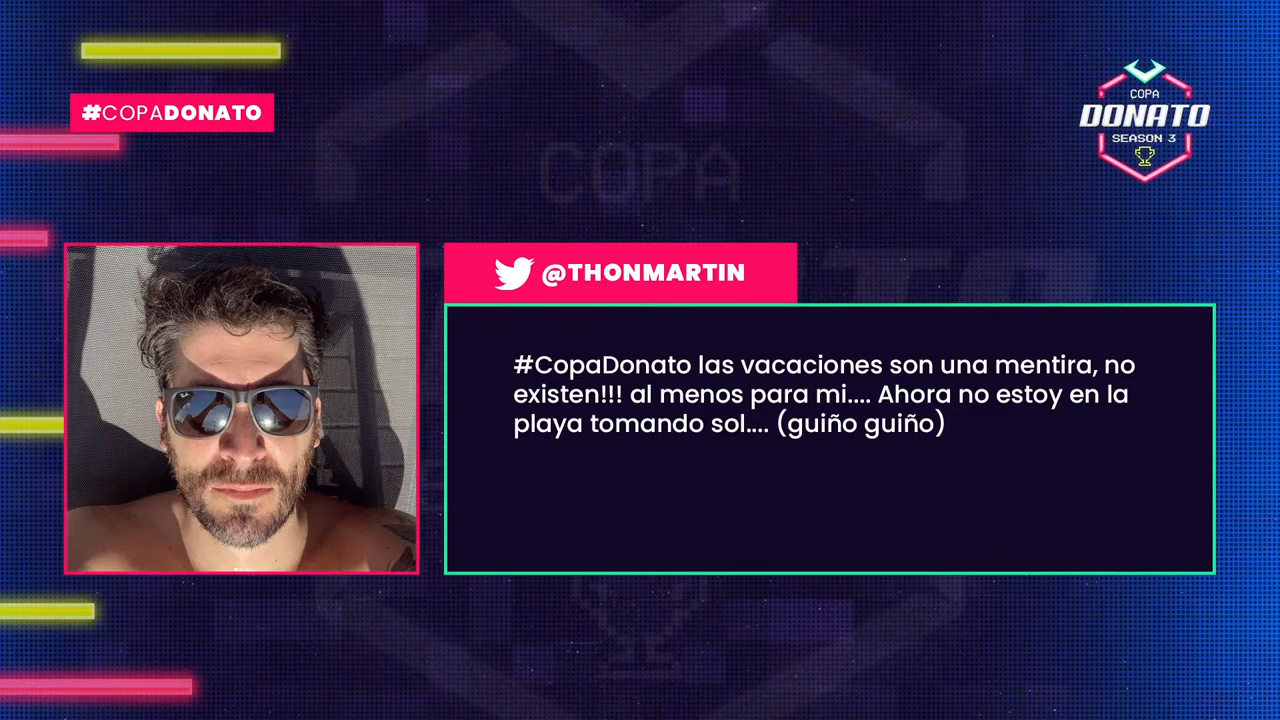 #COPADONATO
COPA
DONATO
SEASON 3
COPA
@THONMARTIN
#CopaDonato las vacaciones son una mentira, no
existen!!! al menos para mi.... Ahora no estoy en la
playa tomando sol.... (guiño guiño)